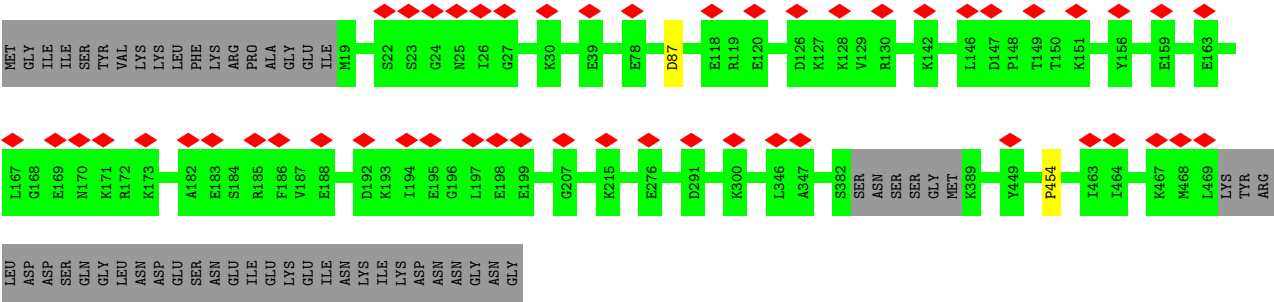 MET GLY ILE ILE SER TYR VAL LYS LYS LEU PHE LYS ARG PRO ALA GLY GLU ILE M19 S22 S23 G24 N25 I26 G27 K30 E39 E78 D87 E118 R119 E120 D126 K127 K128 V129 R130 K142 L146 D147 P148 T149 T150 K151 Y156 E159 E163
L167 G168 E169 N170 K171 R172 K173 A182 E183 S184 R185 F186 V187 E188 D192 K193 I194 E195 G196 L197 E198 E199 G207 K215 E276 D291 K300 L346 A347 S382 SER ASN SER SER GLY MET K389 Y449 P454 I463 I464 K467 M468 L469 LYS TYR ARG
LEU ASP ASP SER GLN GLY LEU ASN ASP GLU SER ASN GLU ILE GLU LYS GLU ILE ASN LYS ILE LYS ASP ASN ASN GLY ASN GLY